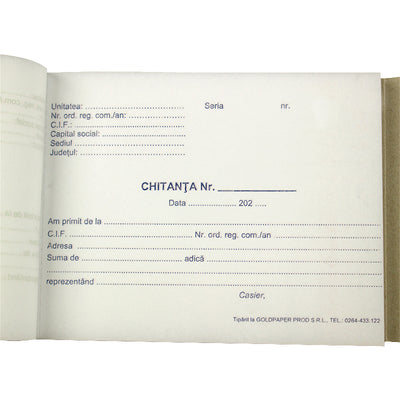 Unitatea: ........................ Seria nr.
Nr. ord. reg. com./an: ........................
C.I.F.: ........................
Capital social: ........................
Sediul ........................
Judeţul: ........................
CHITANŢA Nr. ____________
Data .................. 202 .....
Am primit de la ........................
C.I.F. ........................ Nr. ord. reg. com./an ........................
Adresa ........................
Suma de ........................ adică ........................
reprezentând ........................
Casier,
Tipărit la GOLDPAPER PROD S.R.L., TEL.: 0264-433.122